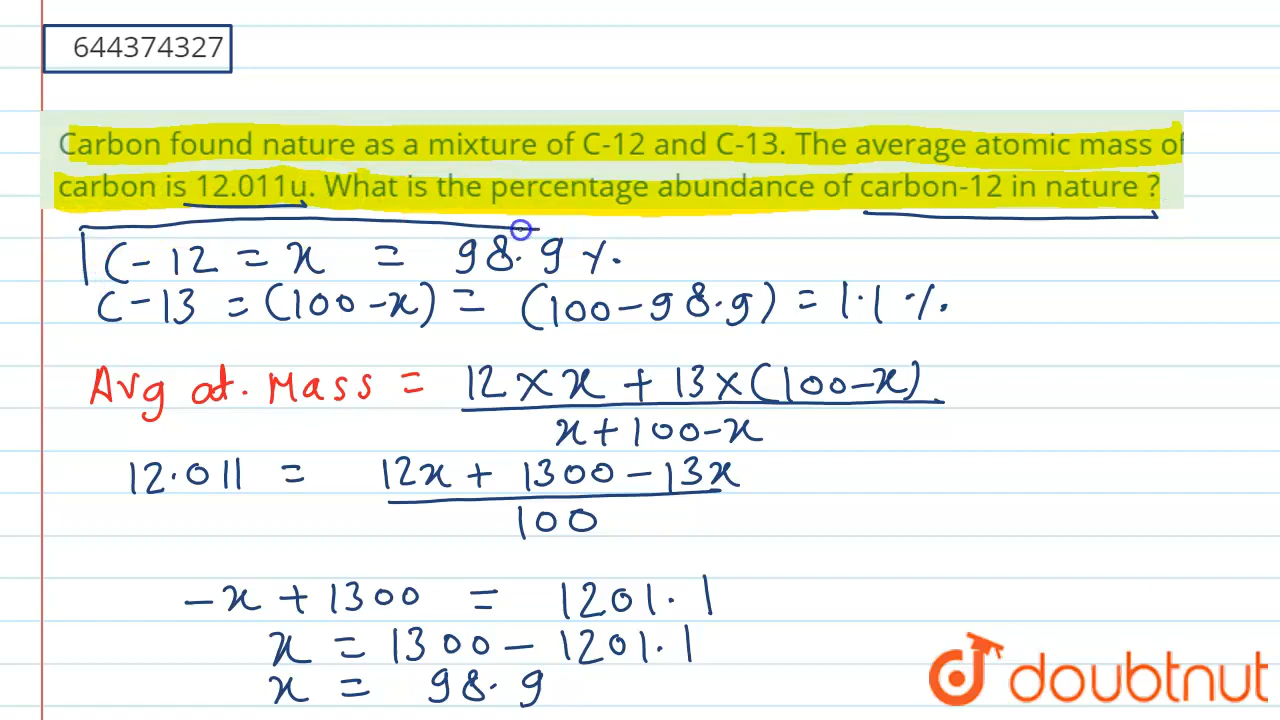 644374327
Carbon found nature as a mixture of C-12 and C-13. The average atomic mass of
carbon is 12.011u. What is the percentage abundance of carbon-12 in nature ?
C-12 = x = 98.9 %.
C-13 = (100-x) = (100-98.9) = 1.1 %.
Avg at. Mass = 12 × x + 13 × (100-x)
x + 100 - x
12.011 = 12x + 1300 - 13x
100
-x + 1300 = 1201.1
x = 1300 - 1201.1
x = 98.9
doubtnut